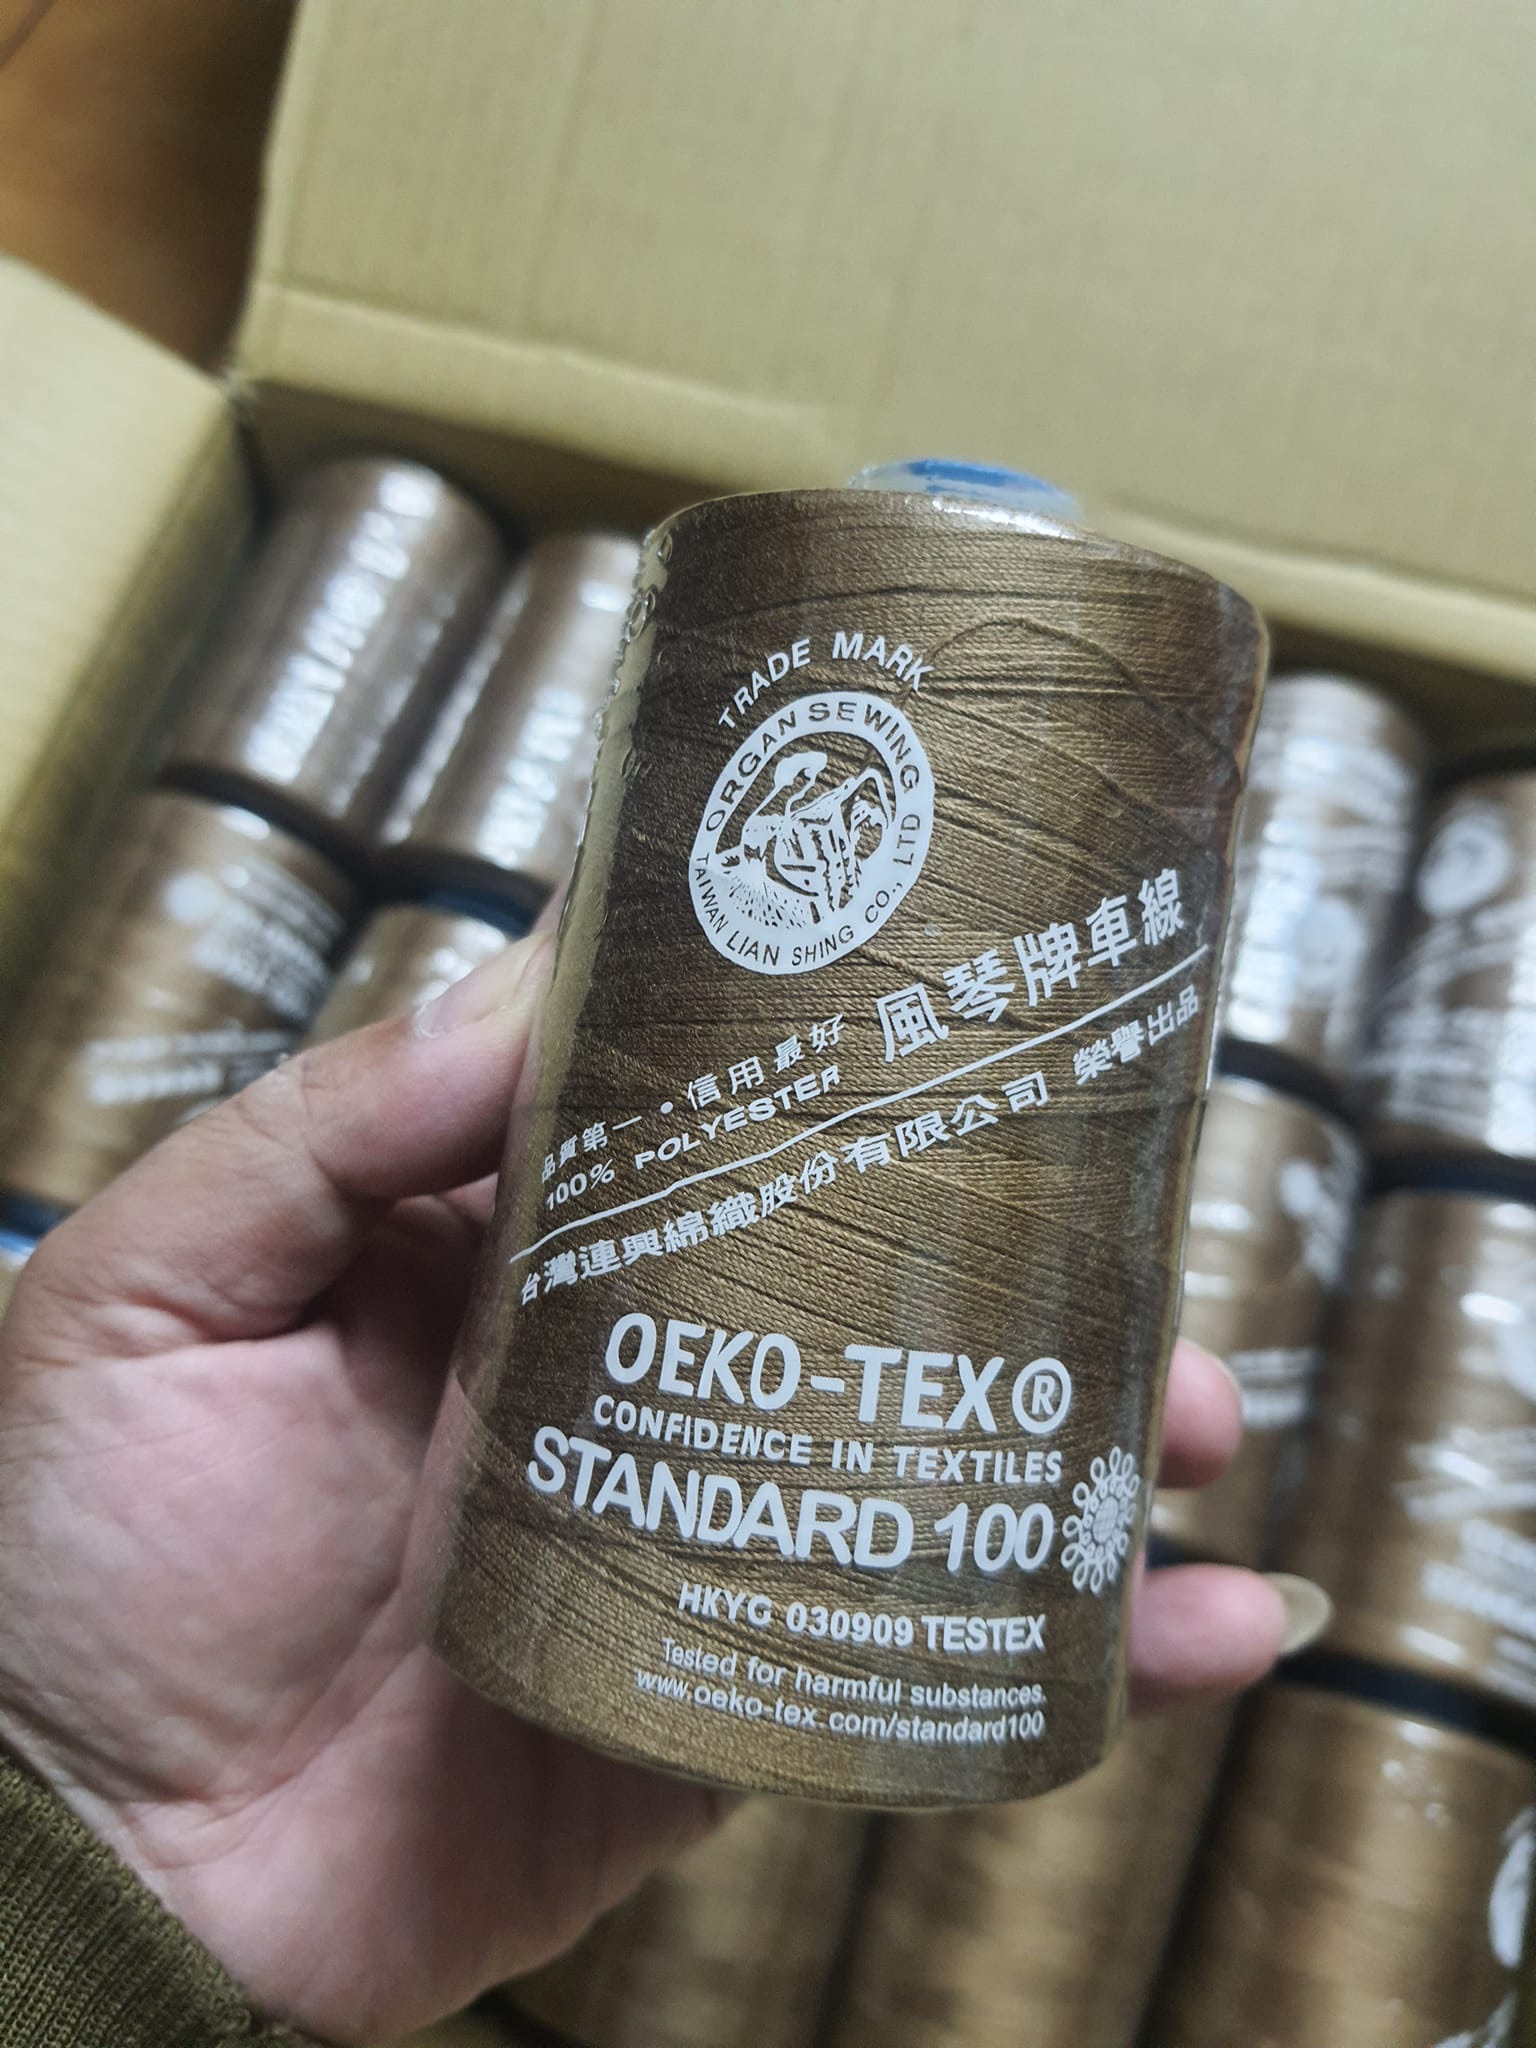 TRADE MARK
ORGAN SEWING
TAIWAN LIAN SHING CO., LTD
品質第一・信用最好
100% POLYESTER
風琴牌車線
台灣連興綿織股份有限公司 榮譽出品
OEKO-TEX®
CONFIDENCE IN TEXTILES
STANDARD 100
HKYG 030909 TESTEX
Tested for harmful substances.
www.oeko-tex.com/standard100